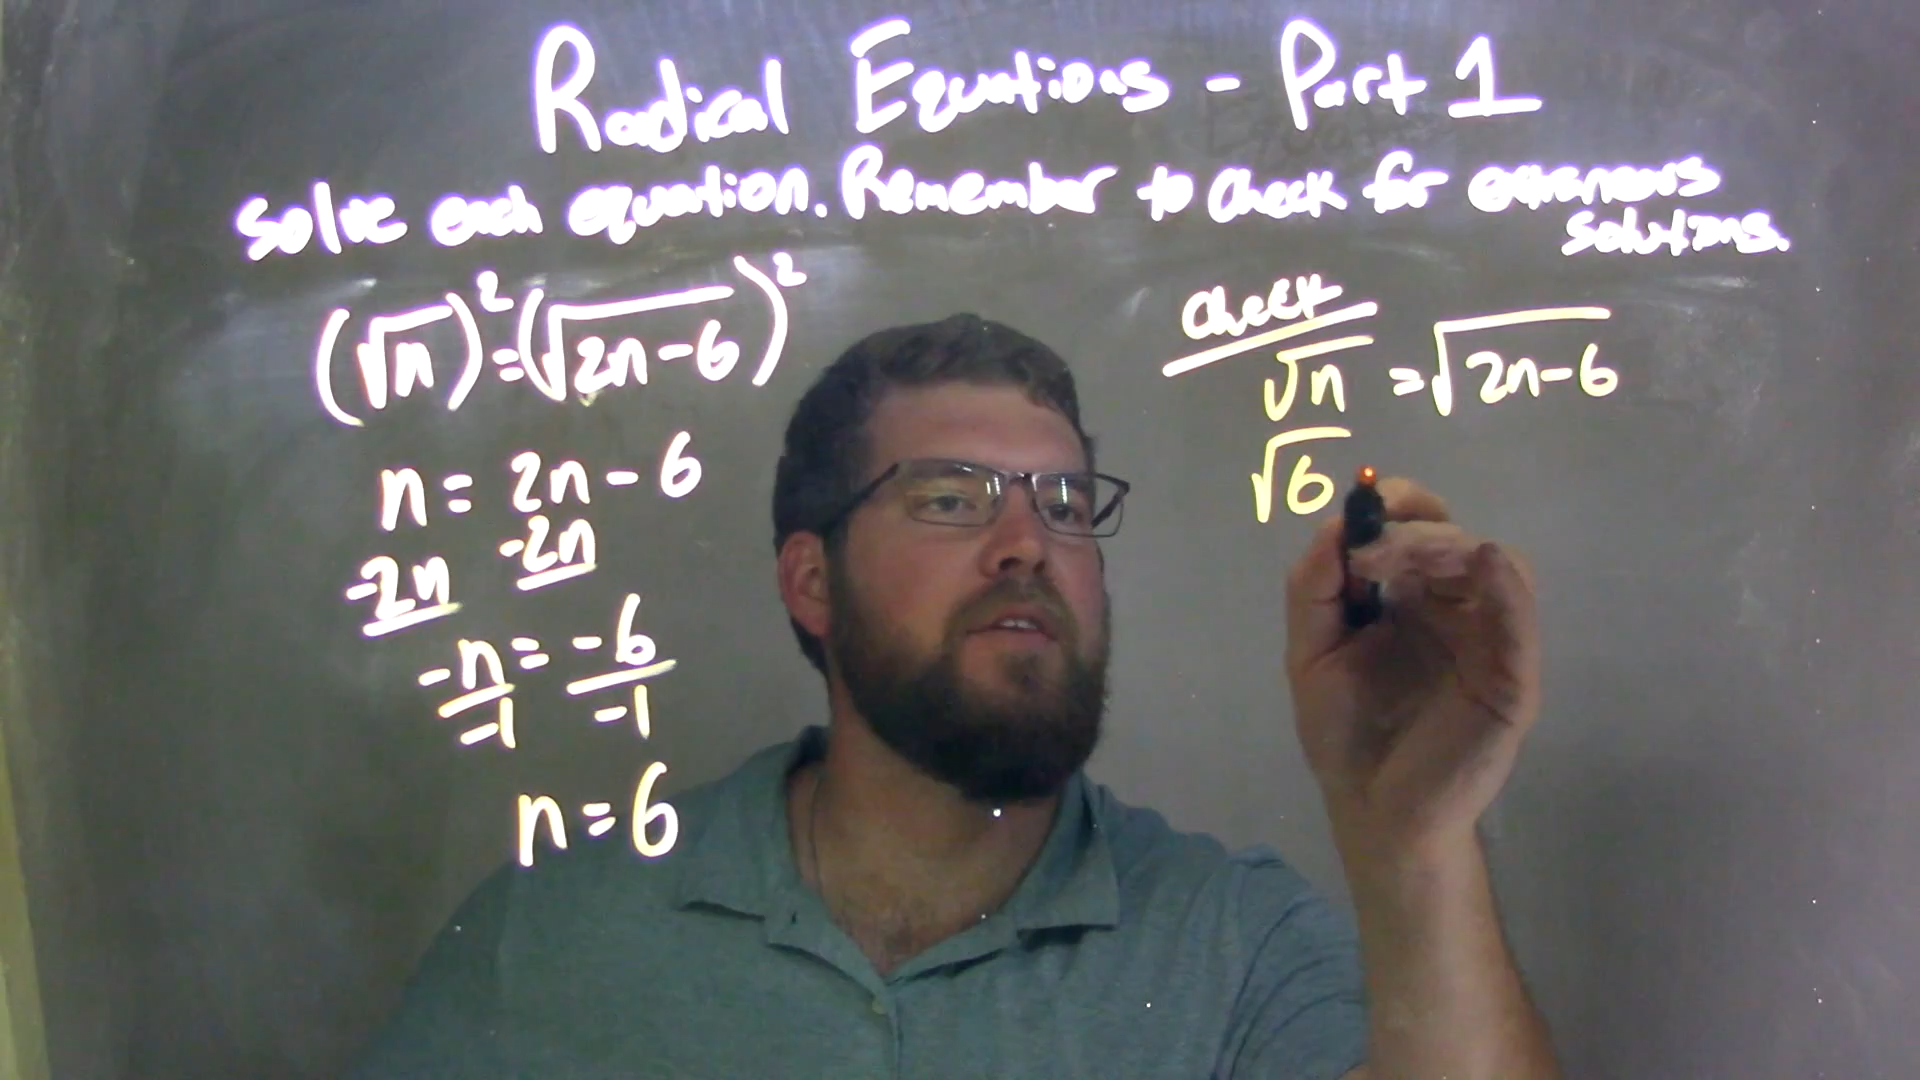 Radical Equations - Part 1
Solve each equation. Remember to check for extraneous solutions.
(√n)² = (√2n-6)²
n = 2n - 6
-2n -2n
-n = -6
-1 -1
n = 6
Check
√n = √2n-6
√6